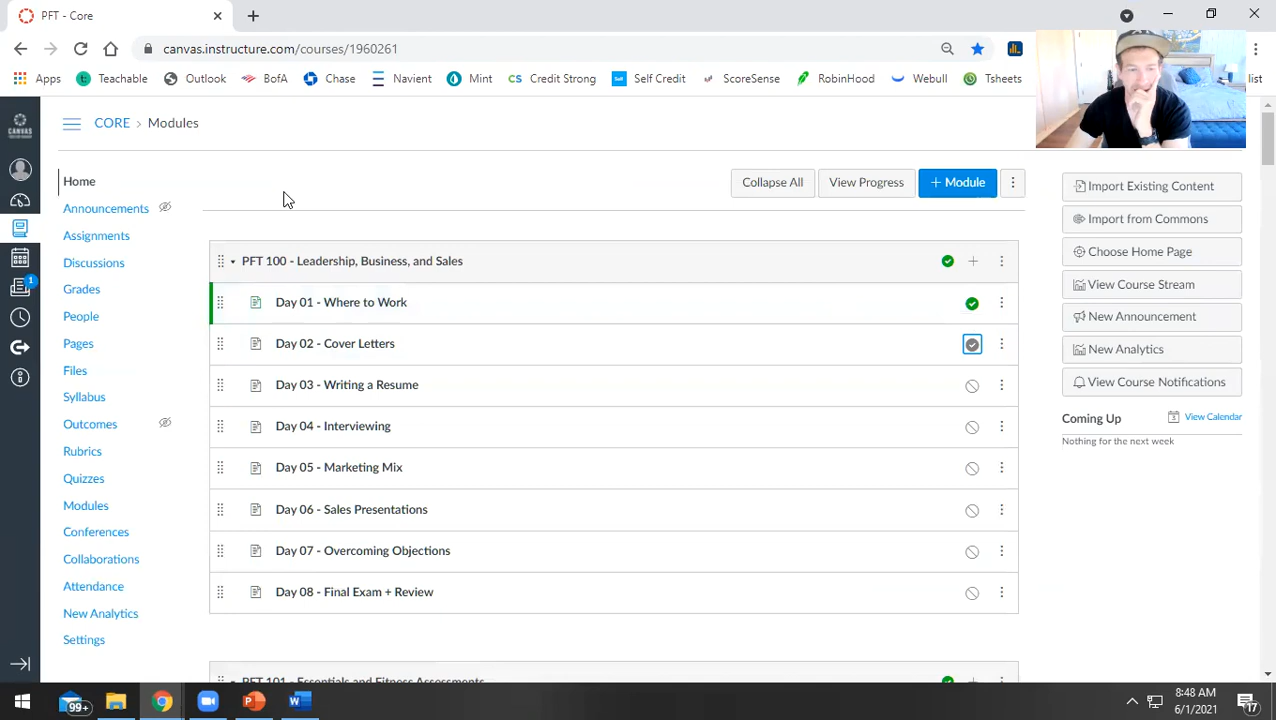 PFT - Core
canvas.instructure.com/courses/1960261
Apps Teachable Outlook BofA Chase Navient Mint CS Credit Strong Self Self Credit ScoreSense RobinHood Webull Tsheets list
CANVAS
CORE > Modules
Home
Announcements
Assignments
Discussions
Grades
People
Pages
Files
Syllabus
Outcomes
Rubrics
Quizzes
Modules
Conferences
Collaborations
Attendance
New Analytics
Settings
1
Collapse All View Progress + Module
PFT 100 - Leadership, Business, and Sales
Day 01 - Where to Work
Day 02 - Cover Letters
Day 03 - Writing a Resume
Day 04 - Interviewing
Day 05 - Marketing Mix
Day 06 - Sales Presentations
Day 07 - Overcoming Objections
Day 08 - Final Exam + Review
PFT 101 - Essentials and Fitness Assessments
Import Existing Content
Import from Commons
Choose Home Page
View Course Stream
New Announcement
New Analytics
View Course Notifications
Coming Up View Calendar
Nothing for the next week
99+
8:48 AM
6/1/2021
17